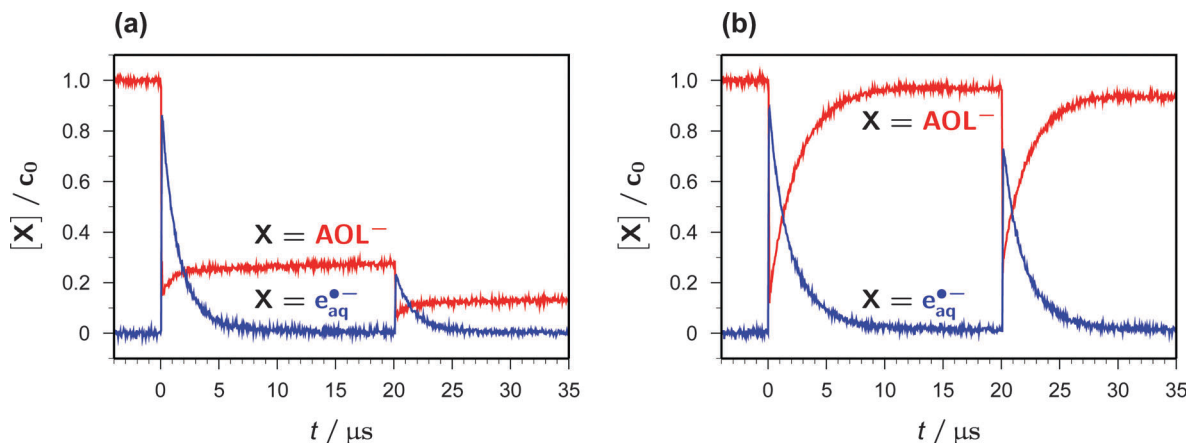 (a)
[X] / c₀
1.0
0.8
0.6
0.4
0.2
0
X = AOL⁻
X = e•⁻aq
0 5 10 15 20 25 30 35
t / μs
(b)
[X] / c₀
1.0
0.8
0.6
0.4
0.2
0
X = AOL⁻
X = e•⁻aq
0 5 10 15 20 25 30 35
t / μs